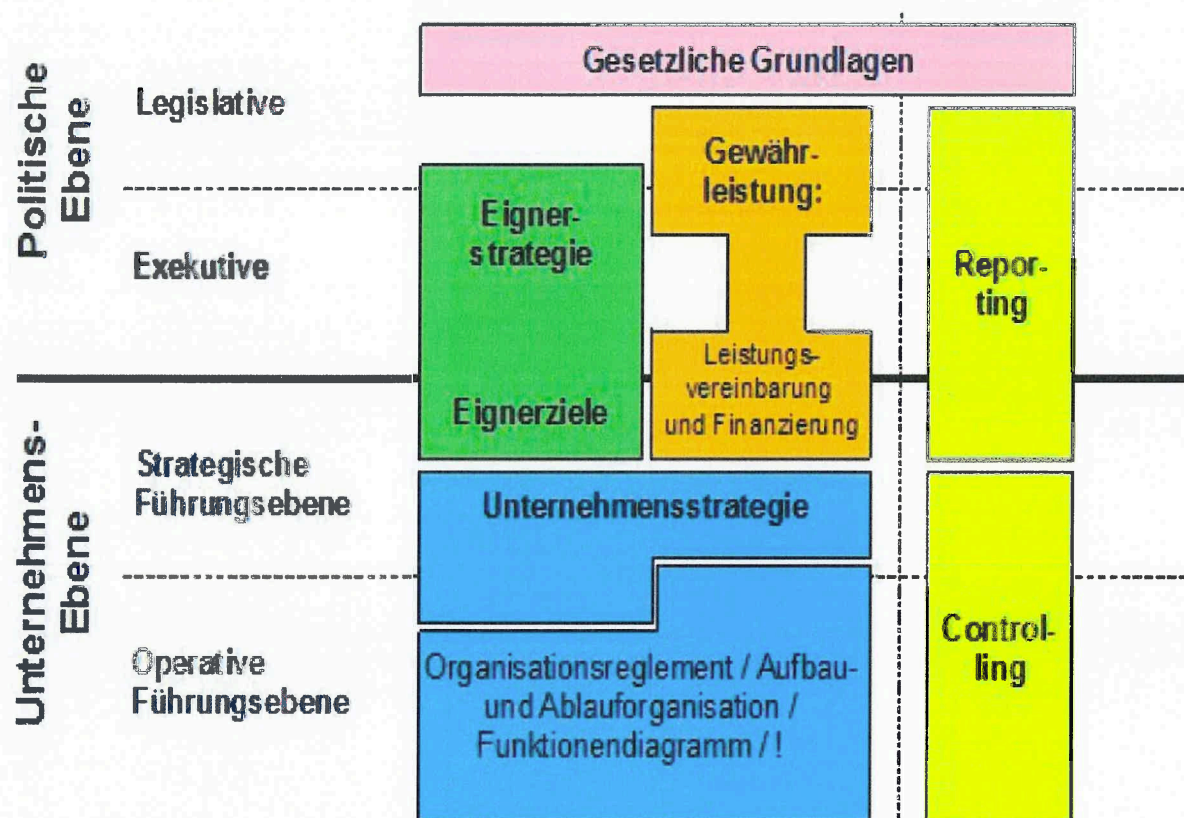 Politische
Ebene
Legislative
Exekutive
Unternehmens-
Ebene
Strategische
Führungsebene
Operative
Führungsebene
Gesetzliche Grundlagen
Eigner-
strategie
Eignerziele
Gewähr-
leistung:
Leistungs-
vereinbarung
und Finanzierung
Unternehmensstrategie
Organisationsreglement / Aufbau-
und Ablauforganisation /
Funktionendiagramm / !
Repor-
ting
Control-
ling